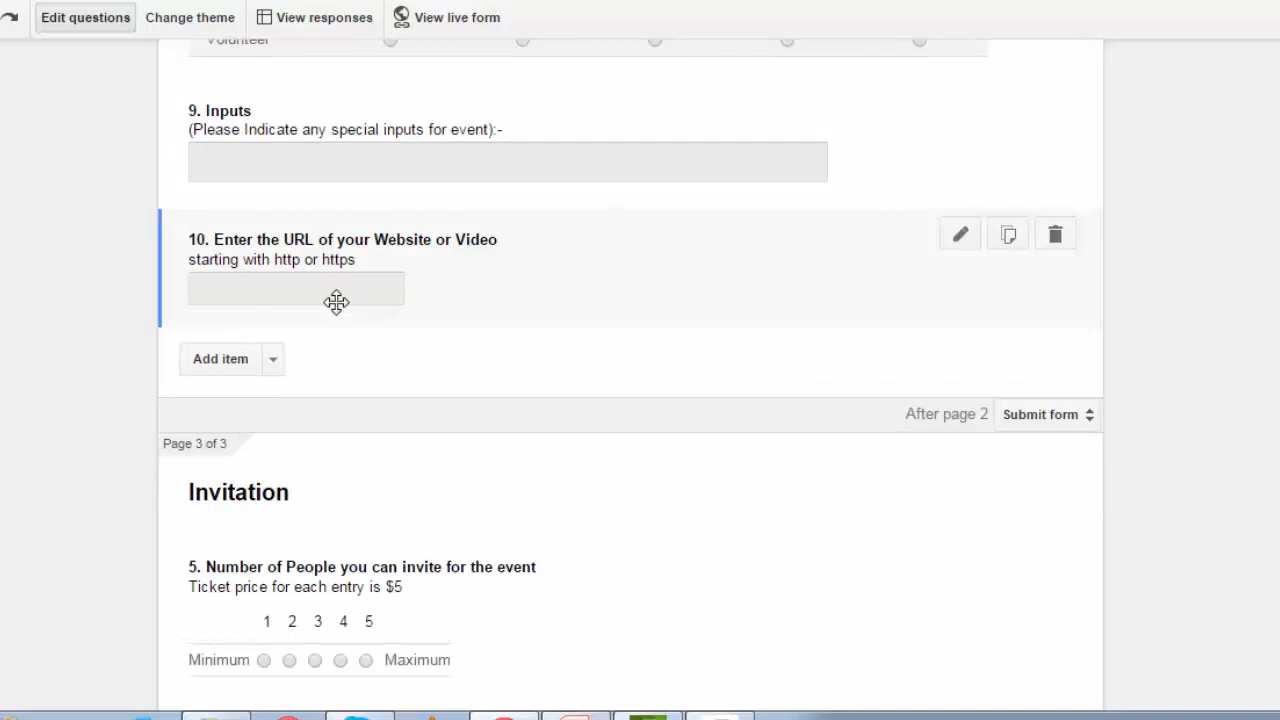 Edit questions
Change theme
View responses
View live form
Volunteer
9. Inputs
(Please Indicate any special inputs for event):-
10. Enter the URL of your Website or Video
starting with http or https
Add item
After page 2
Submit form
Page 3 of 3
Invitation
5. Number of People you can invite for the event
Ticket price for each entry is $5
1 2 3 4 5
Minimum
Maximum